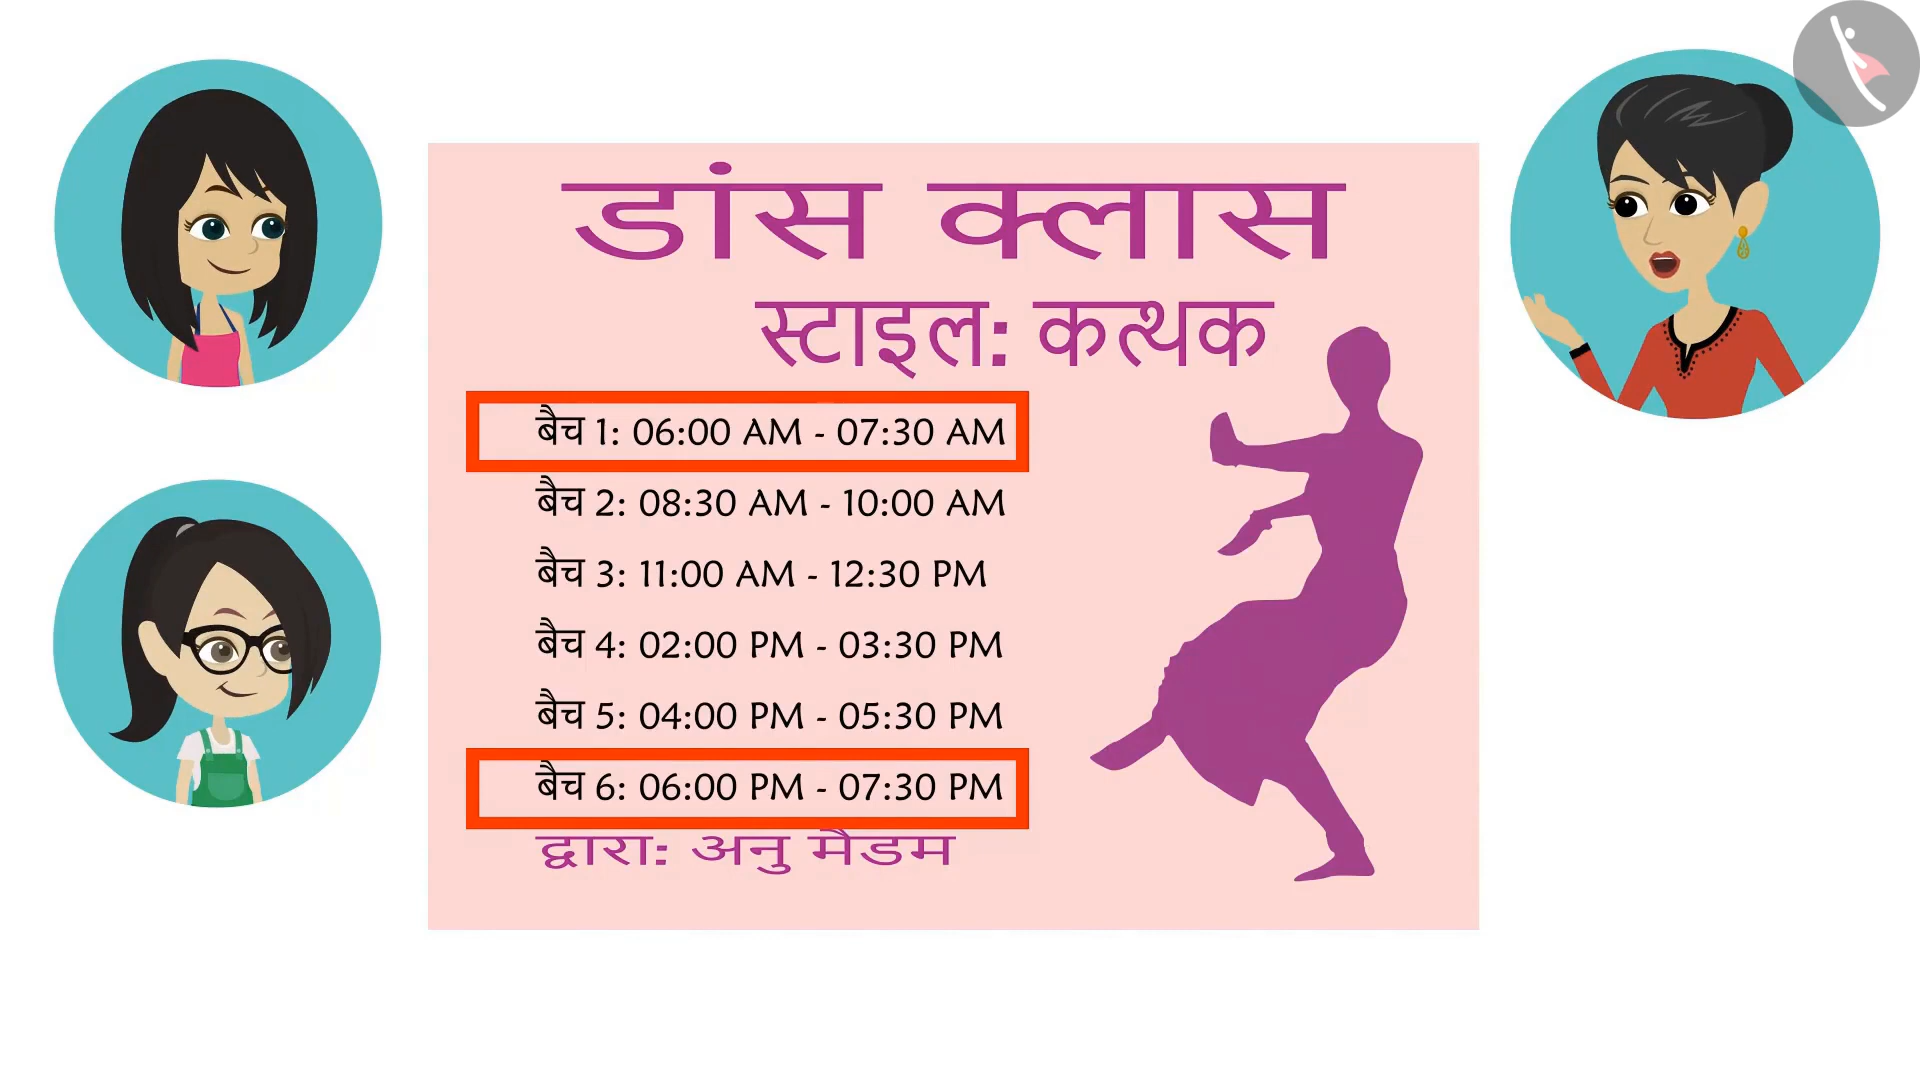 डांस क्लास
स्टाइल: कत्थक
बैच 1: 06:00 AM - 07:30 AM
बैच 2: 08:30 AM - 10:00 AM
बैच 3: 11:00 AM - 12:30 PM
बैच 4: 02:00 PM - 03:30 PM
बैच 5: 04:00 PM - 05:30 PM
बैच 6: 06:00 PM - 07:30 PM
द्वारा: अनु मैडम